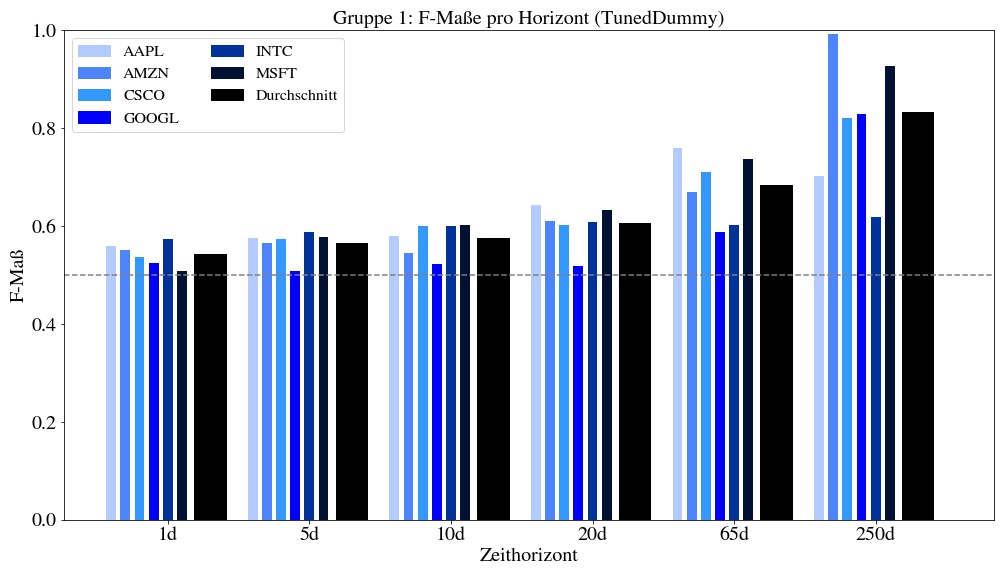 Gruppe 1: F-Maße pro Horizont (TunedDummy)
1.0
0.8
0.6
0.4
0.2
0.0
F-Maß
AAPL
AMZN
CSCO
GOOGL
INTC
MSFT
Durchschnitt
1d 5d 10d 20d 65d 250d
Zeithorizont